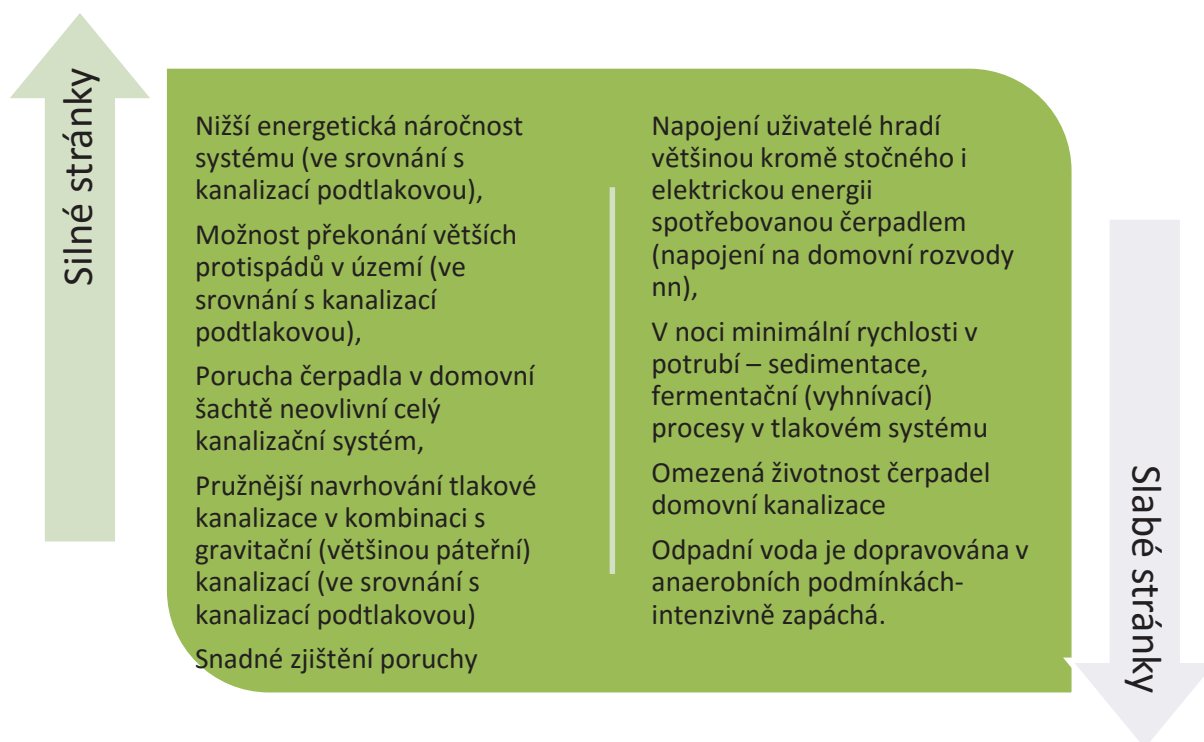 Silné stránky
Nižší energetická náročnost
systému (ve srovnání s
kanalizací podtlakovou),
Možnost překonání větších
protispádů v území (ve
srovnání s kanalizací
podtlakovou),
Porucha čerpadla v domovní
šachtě neovlivní celý
kanalizační systém,
Pružnější navrhování tlakové
kanalizace v kombinaci s
gravitační (většinou páteřní)
kanalizací (ve srovnání s
kanalizací podtlakovou)
Snadné zjištění poruchy
Napojení uživatelé hradí
většinou kromě stočného i
elektrickou energii
spotřebovanou čerpadlem
(napojení na domovní rozvody
nn),
V noci minimální rychlosti v
potrubí – sedimentace,
fermentační (vyhnívací)
procesy v tlakovém systému
Omezená životnost čerpadel
domovní kanalizace
Odpadní voda je dopravována v
anaerobních podmínkách-
intenzivně zapáchá.
Slabé stránky